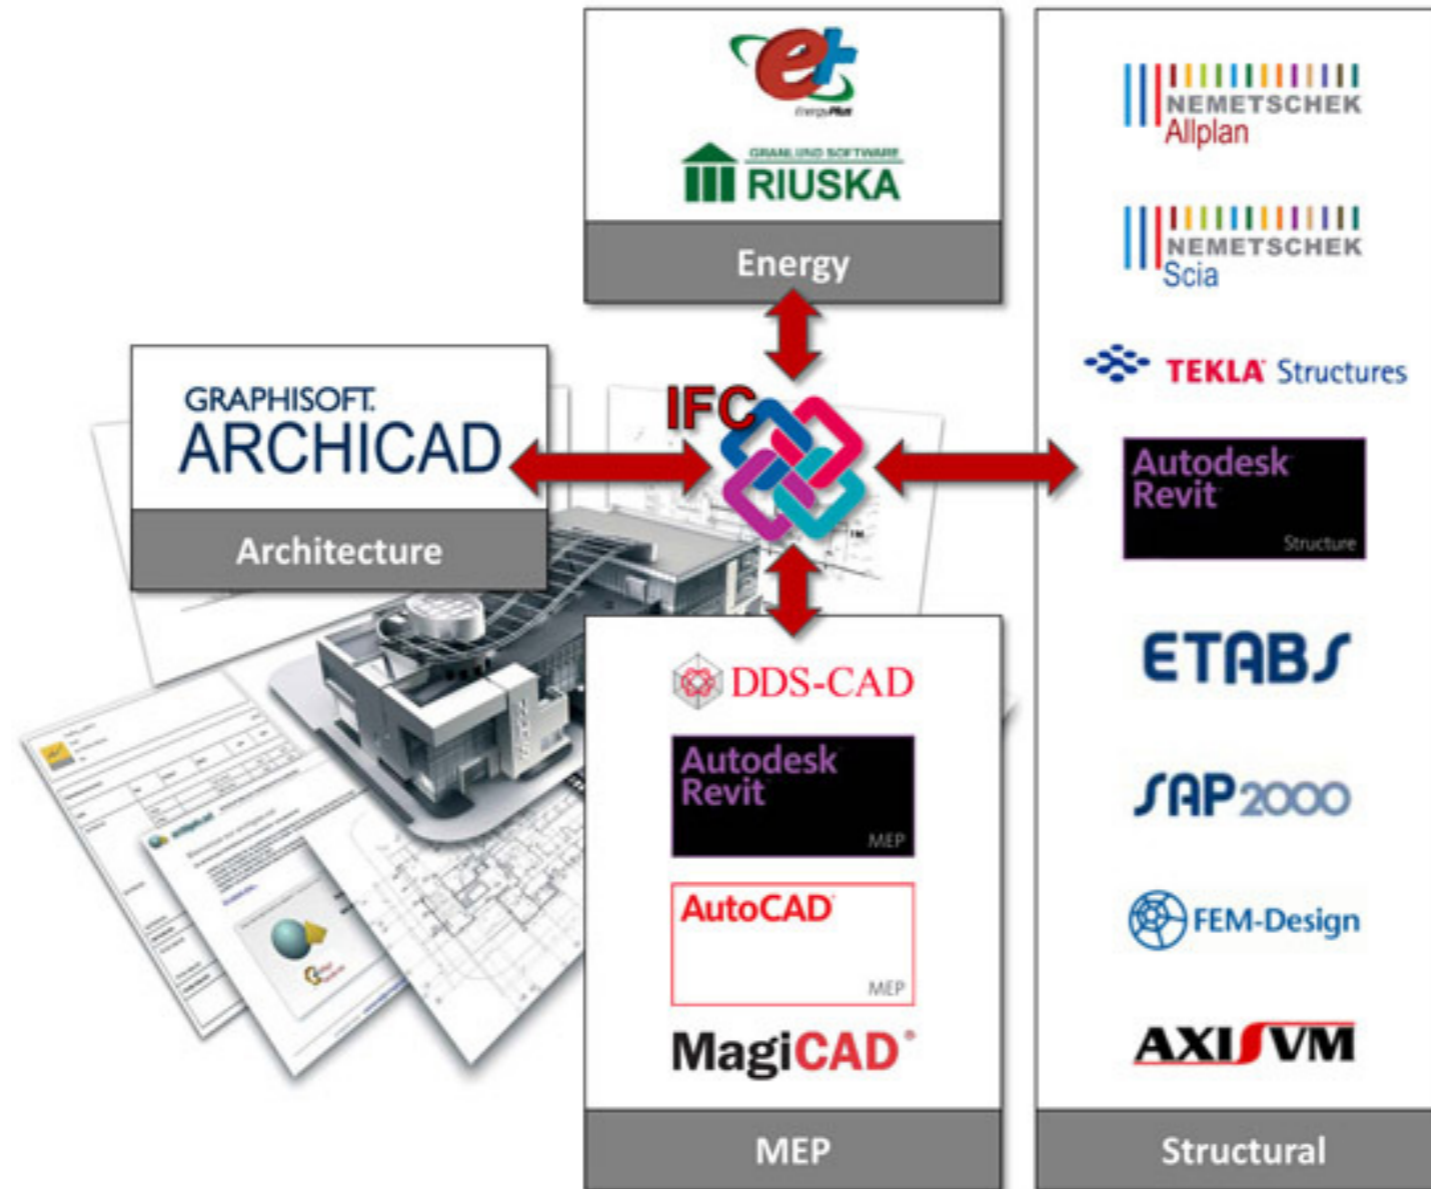 EnergyPlus
GRANLUND SOFTWARE
RIUSKA
Energy
GRAPHISOFT.
ARCHICAD
Architecture
IFC
DDS-CAD
Autodesk
Revit
MEP
AutoCAD
MEP
MagiCAD®
MEP
NEMETSCHEK
Allplan
NEMETSCHEK
Scia
TEKLA Structures
Autodesk
Revit
Structure
ETABS
SAP2000
FEM-Design
AXISVM
Structural